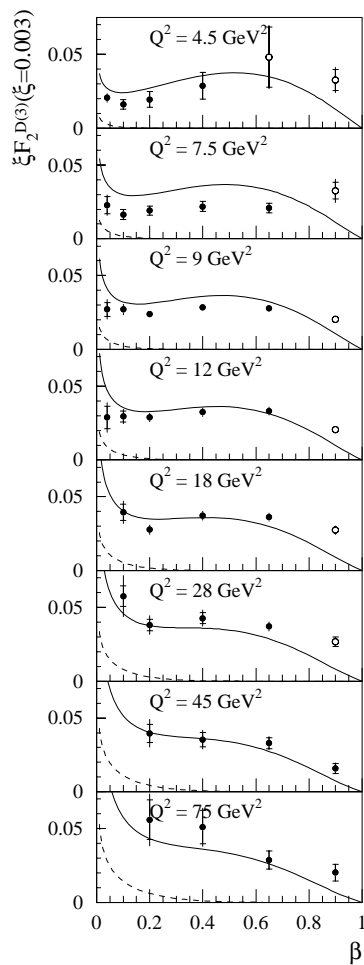 ξF₂ᴰ⁽³⁾(ξ=0.003)
Q² = 4.5 GeV²
0.05
0
Q² = 7.5 GeV²
0.05
0
Q² = 9 GeV²
0.05
0
Q² = 12 GeV²
0.05
0
Q² = 18 GeV²
0.05
0
Q² = 28 GeV²
0.05
0
Q² = 45 GeV²
0.05
0
Q² = 75 GeV²
0.05
0
0 0.2 0.4 0.6 0.8 1
β